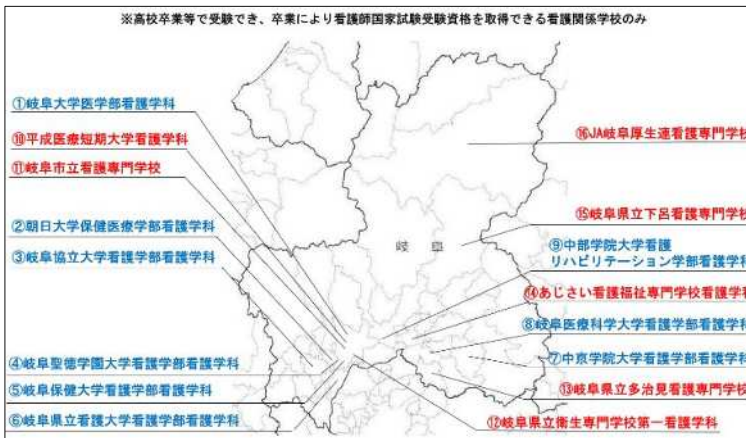 ※高校卒業等で受験でき、卒業により看護師国家試験受験資格を取得できる看護関係学校のみ
①岐阜大学医学部看護学科
⑩平成医療短期大学看護学科
⑪岐阜市立看護専門学校
②朝日大学保健医療学部看護学科
③岐阜協立大学看護学部看護学科
④岐阜聖徳学園大学看護学部看護学科
⑤岐阜保健大学看護学部看護学科
⑥岐阜県立看護大学看護学部看護学科
岐 阜
⑯JA岐阜厚生連看護専門学校
⑮岐阜県立下呂看護専門学校
⑨中部学院大学看護
リハビリテーション学部看護学科
⑭あじさい看護福祉専門学校看護学科
⑧岐阜医療科学大学看護学部看護学科
⑦中京学院大学看護学部看護学科
⑬岐阜県立多治見看護専門学校
⑫岐阜県立衛生専門学校第一看護学科